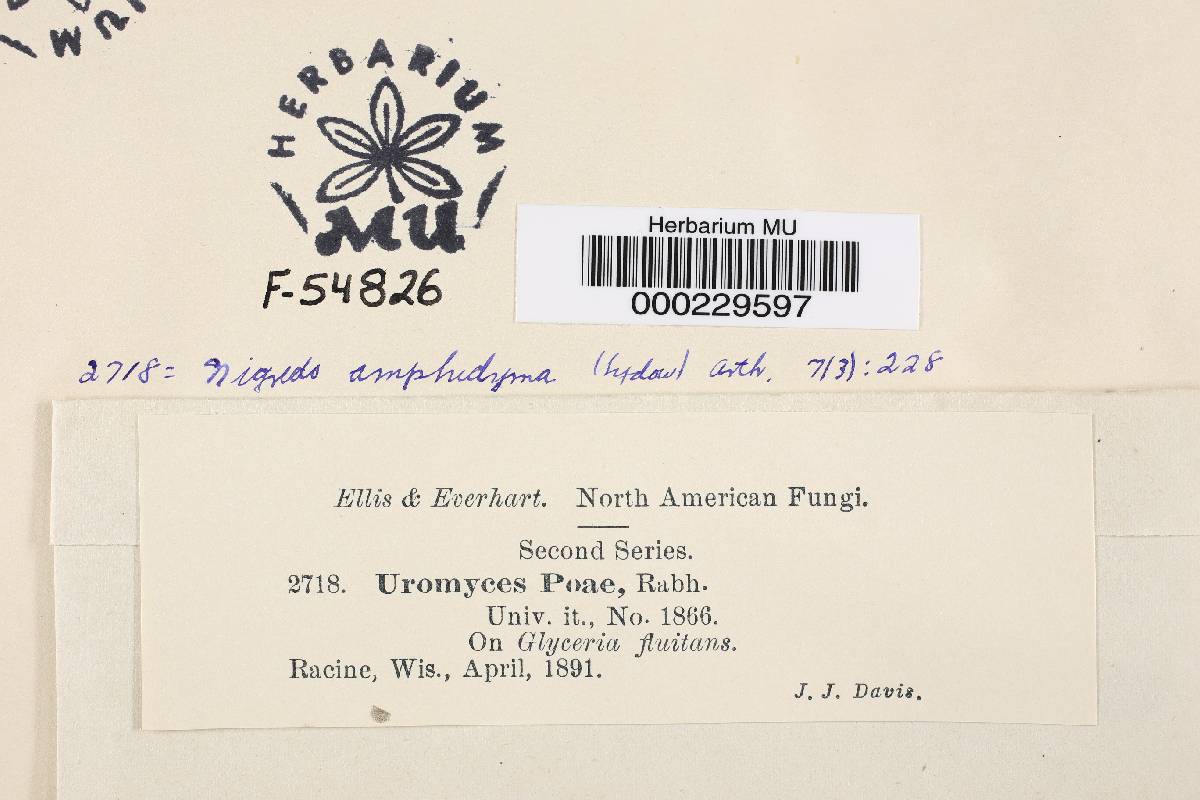 HERBARIUM
MU
F-54826
Herbarium MU
000229597
2718= Nigredo amphidyma (Sydow) Arth. 7(3):228
Ellis & Everhart. North American Fungi.
Second Series.
2718. Uromyces Poae, Rabh.
Univ. it., No. 1866.
On Glyceria fluitans.
Racine, Wis., April, 1891.
J. J. Davis.